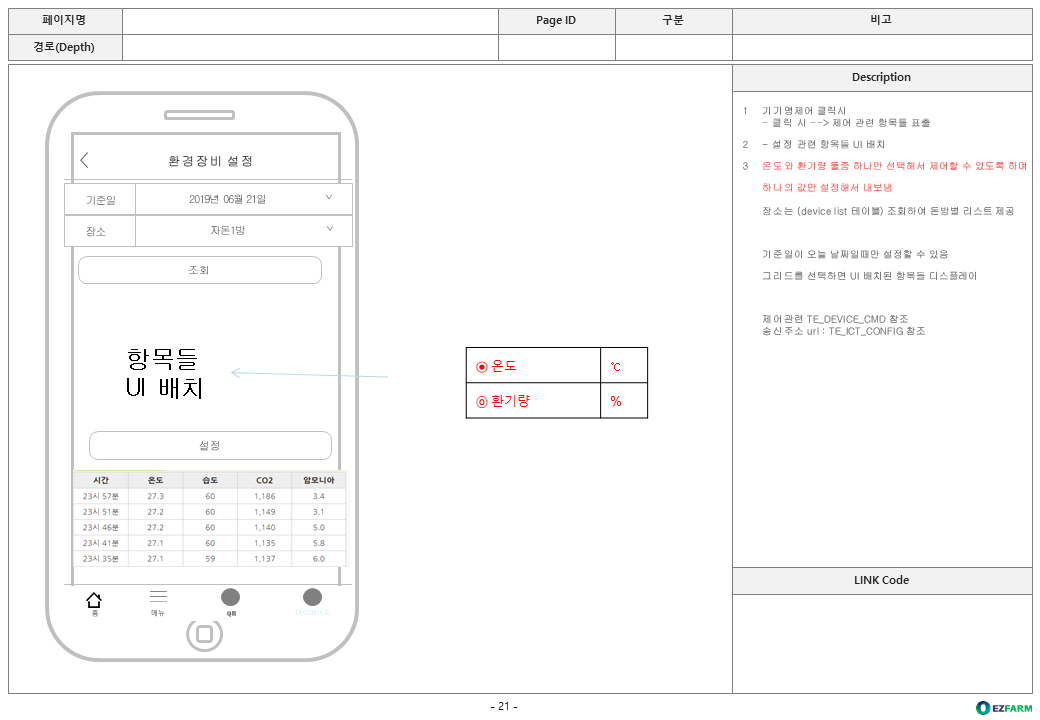 페이지명
Page ID
구분
비고
경로(Depth)
환경장비 설정
기준일
2019년 06월 21일
장소
자돈1방
조회
항목들
UI 배치
설정
시간 온도 습도 CO2 암모니아
23시 57분 27.3 60 1,186 3.4
23시 51분 27.2 60 1,149 3.1
23시 46분 27.2 60 1,140 5.0
23시 41분 27.1 60 1,135 5.8
23시 35분 27.1 59 1,137 6.0
홈
메뉴
QR
마이페이지
◉ 온도 ℃
◎ 환기량 %
Description
1 기기명제어 클릭시
- 클릭 시 --> 제어 관련 항목들 표출
2 - 설정 관련 항목들 UI 배치
3 온도와 환기량 둘중 하나만 선택해서 제어할 수 있도록 하며
하나의 값만 설정해서 내보냄
장소는 (device list 테이블) 조회하여 돈방별 리스트 제공
기준일이 오늘 날짜일때만 설정할 수 있음
그리드를 선택하면 UI 배치된 항목들 디스플레이
제어관련 TE_DEVICE_CMD 참조
송신주소 url : TE_ICT_CONFIG 참조
LINK Code
- 21 -
EZFARM